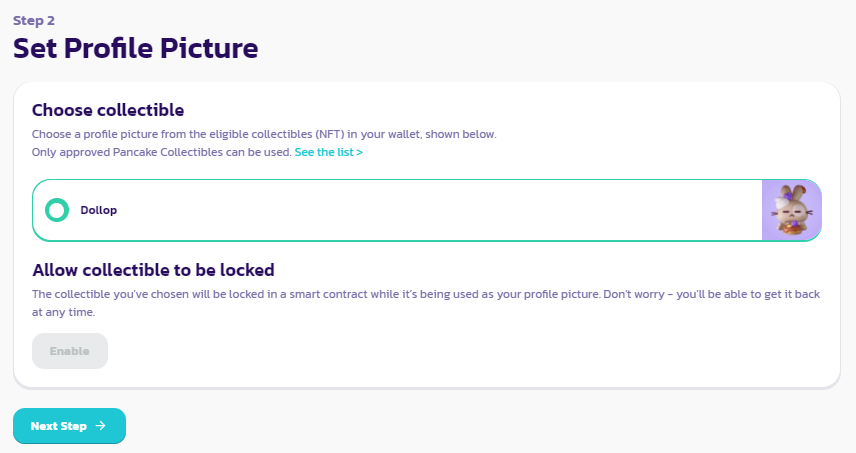 Step 2
Set Profile Picture
Choose collectible
Choose a profile picture from the eligible collectibles (NFT) in your wallet, shown below.
Only approved Pancake Collectibles can be used. See the list >
Dollop
Allow collectible to be locked
The collectible you've chosen will be locked in a smart contract while it's being used as your profile picture. Don't worry - you'll be able to get it back
at any time.
Enable
Next Step →